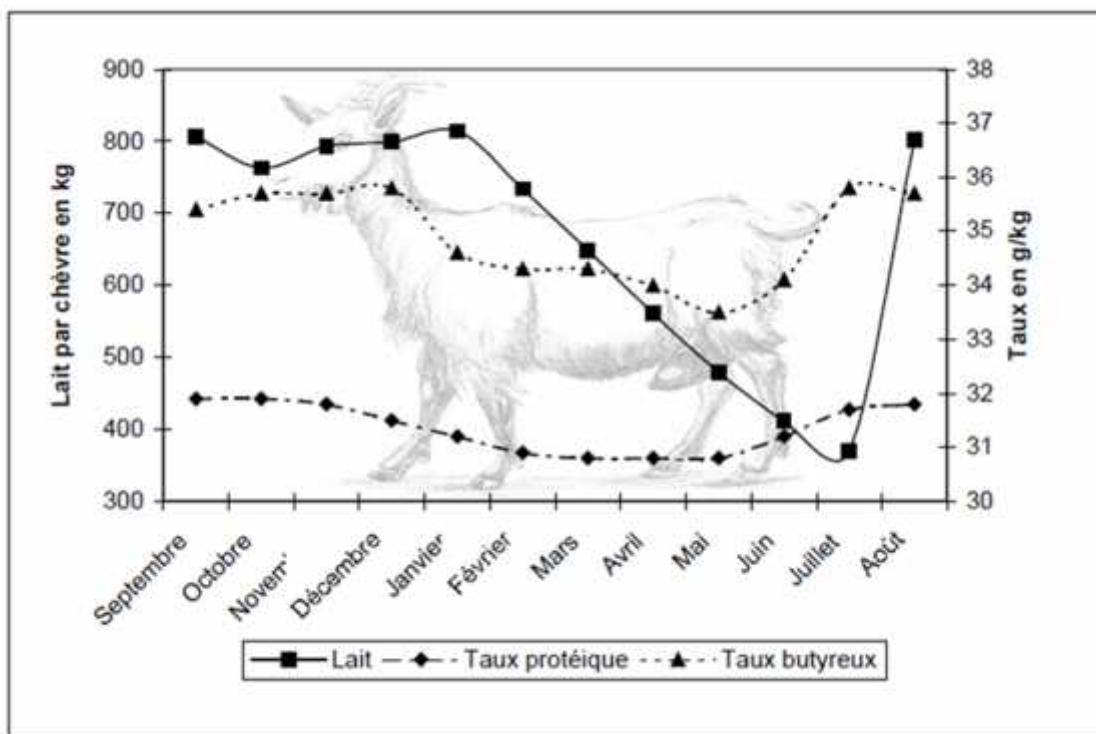 900
800
700
600
500
400
300
Lait par chèvre en kg
38
37
36
35
34
33
32
31
30
Taux en g/kg
Septembre
Octobre
Novem
Décembre
Janvier
Février
Mars
Avril
Mai
Juin
Juillet
Août
Lait
Taux protéique
Taux butyreux